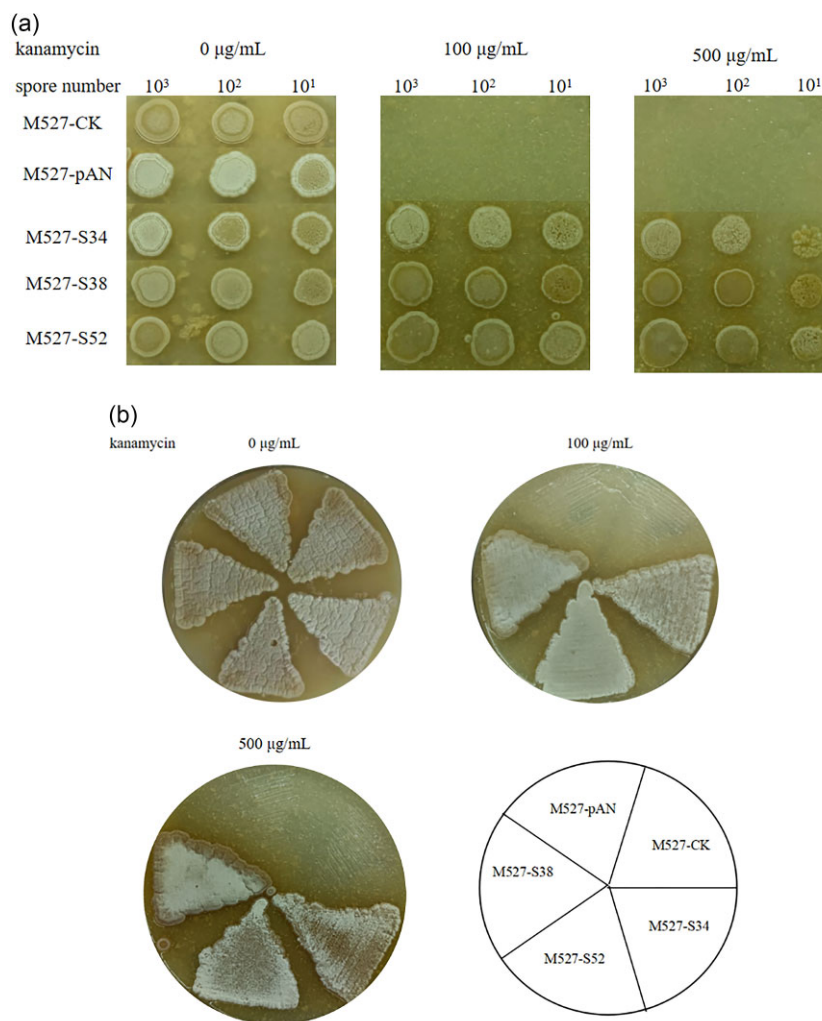 (a)
kanamycin 0 μg/mL 100 μg/mL 500 μg/mL
spore number 10³ 10² 10¹ 10³ 10² 10¹ 10³ 10² 10¹
M527-CK
M527-pAN
M527-S34
M527-S38
M527-S52
(b)
kanamycin 0 μg/mL 100 μg/mL
500 μg/mL
M527-pAN
M527-CK
M527-S38
M527-S34
M527-S52